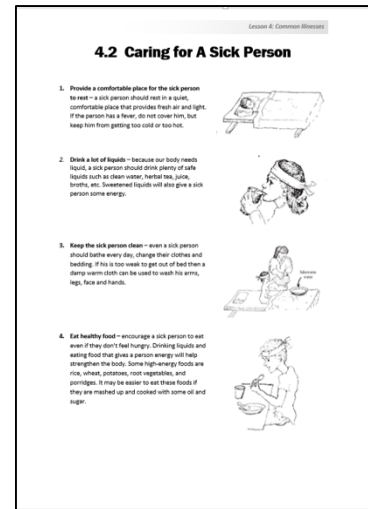 Lesson 4: Common Illnesses
4.2 Caring for A Sick Person
1. Provide a comfortable place for the sick person
to rest – a sick person should rest in a quiet,
comfortable place that provides fresh air and light.
If the person has a fever, do not cover him, but
keep him from getting too cold or too hot.
2. Drink a lot of liquids – because our body needs
liquid, a sick person should drink plenty of safe
liquids such as clean water, herbal tea, juice,
broths, etc. Sweetened liquids will also give a sick
person some energy.
3. Keep the sick person clean – even a sick person
should bathe every day, change their clothes and
bedding. If his is too weak to get out of bed then a
damp warm cloth can be used to wash his arms,
legs, face and hands.
4. Eat healthy food – encourage a sick person to eat
even if they don't feel hungry. Drinking liquids and
eating food that gives a person energy will help
strengthen the body. Some high-energy foods are
rice, wheat, potatoes, root vegetables, and
porridges. It may be easier to eat these foods if
they are mashed up and cooked with some oil and
sugar.